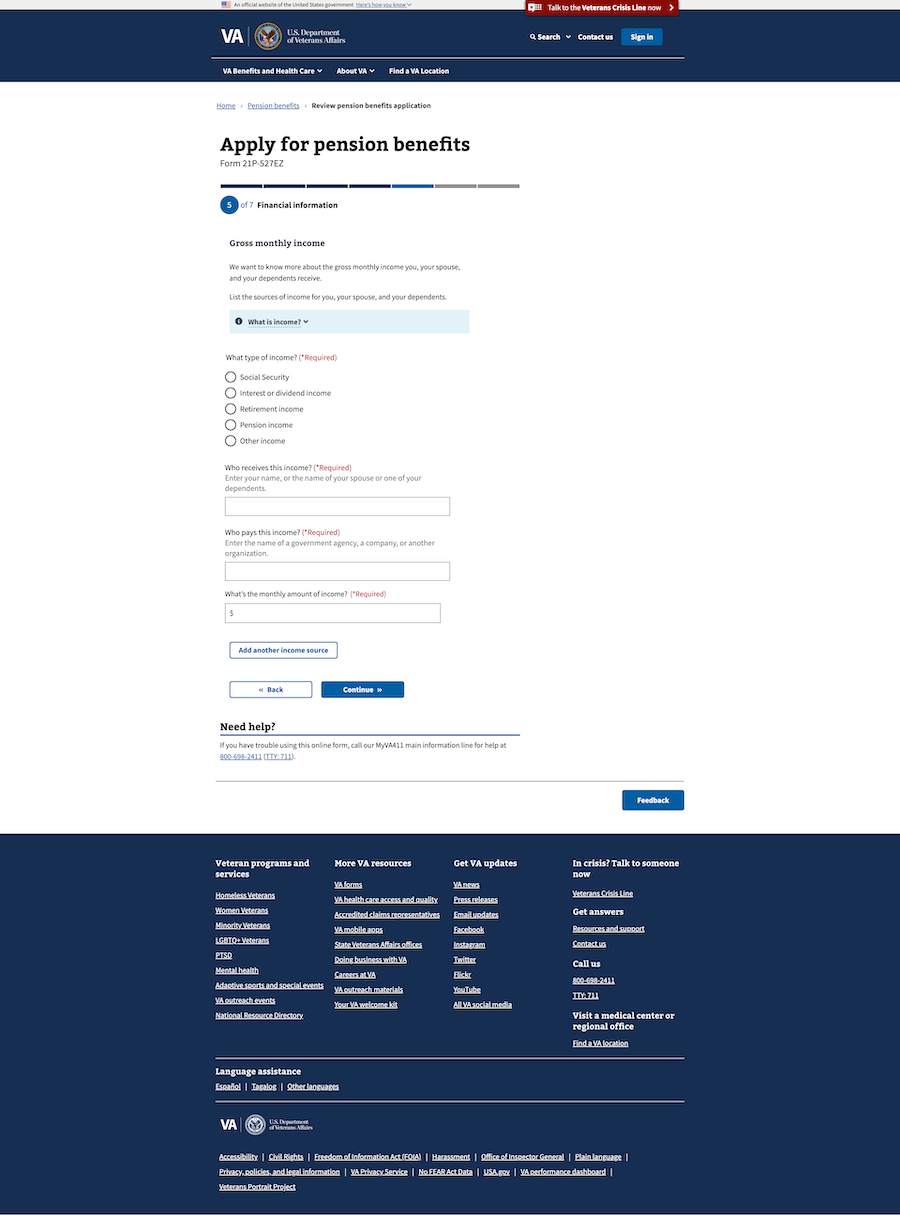 An official website of the United States government Here's how you know
Talk to the Veterans Crisis Line now
VA
U.S. Department
of Veterans Affairs
Search
Contact us
Sign in
VA Benefits and Health Care
About VA
Find a VA Location
Home › Pension benefits › Review pension benefits application
Apply for pension benefits
Form 21P-527EZ
5 of 7 Financial information
Gross monthly income
We want to know more about the gross monthly income you, your spouse,
and your dependents receive.
List the sources of income for you, your spouse, and your dependents.
What is income?
What type of income? (*Required)
Social Security
Interest or dividend income
Retirement income
Pension income
Other income
Who receives this income? (*Required)
Enter your name, or the name of your spouse or one of your
dependents.
Who pays this income? (*Required)
Enter the name of a government agency, a company, or another
organization.
What's the monthly amount of income? (*Required)
$
Add another income source
« Back
Continue »
Need help?
If you have trouble using this online form, call our MyVA411 main information line for help at
800-698-2411 (TTY: 711).
Feedback
Veteran programs and
services
Homeless Veterans
Women Veterans
Minority Veterans
LGBTQ+ Veterans
PTSD
Mental health
Adaptive sports and special events
VA outreach events
National Resource Directory
More VA resources
VA forms
VA health care access and quality
Accredited claims representatives
VA mobile apps
State Veterans Affairs offices
Doing business with VA
Careers at VA
VA outreach materials
Your VA welcome kit
Get VA updates
VA news
Press releases
Email updates
Facebook
Instagram
Twitter
Flickr
YouTube
All VA social media
In crisis? Talk to someone
now
Veterans Crisis Line
Get answers
Resources and support
Contact us
Call us
800-698-2411
TTY: 711
Visit a medical center or
regional office
Find a VA location
Language assistance
Español | Tagalog | Other languages
VA
U.S. Department
of Veterans Affairs
Accessibility | Civil Rights | Freedom of Information Act (FOIA) | Harassment | Office of Inspector General | Plain language |
Privacy, policies, and legal information | VA Privacy Service | No FEAR Act Data | USA.gov | VA performance dashboard |
Veterans Portrait Project